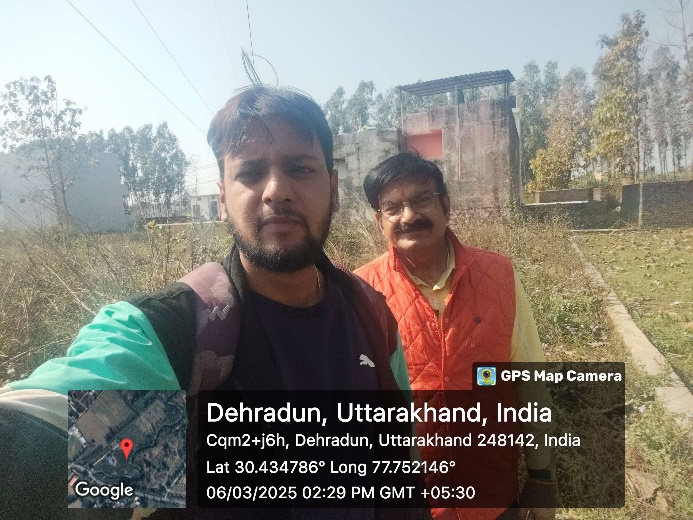 GPS Map Camera
Dehradun, Uttarakhand, India
Cqm2+j6h, Dehradun, Uttarakhand 248142, India
Lat 30.434786° Long 77.752146°
06/03/2025 02:29 PM GMT +05:30
Google